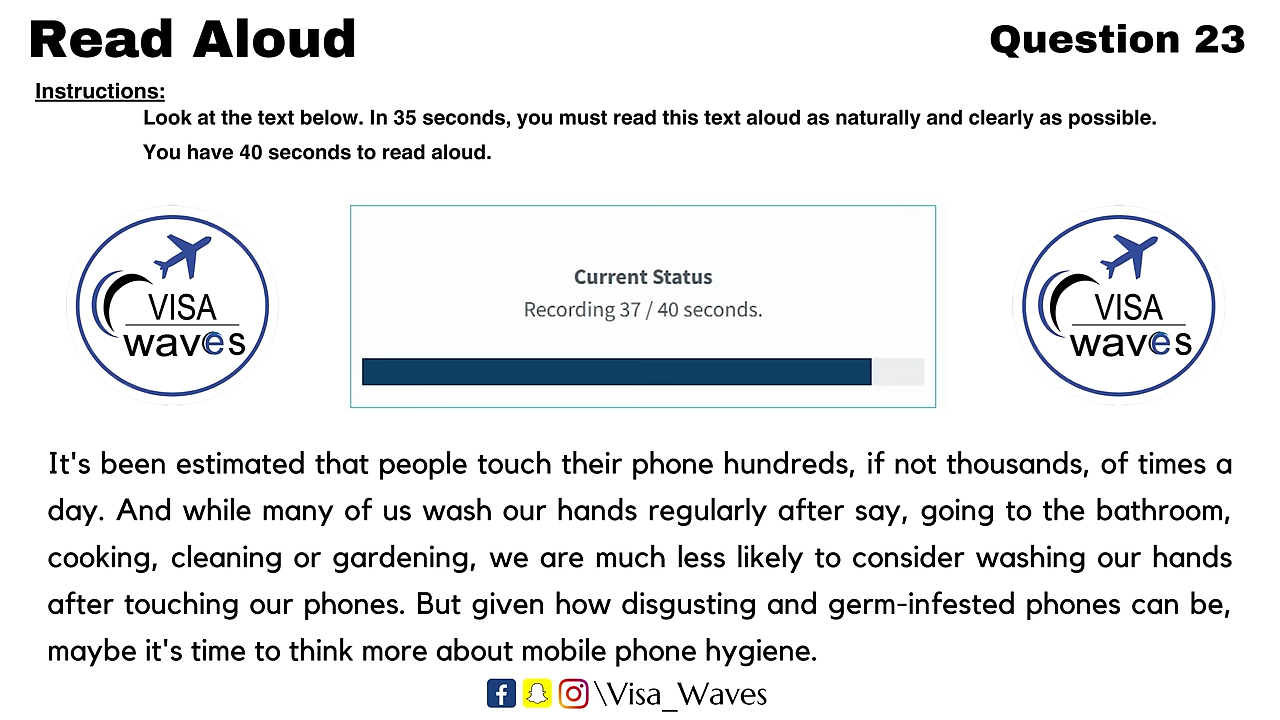 Read Aloud
Question 23
Instructions:
Look at the text below. In 35 seconds, you must read this text aloud as naturally and clearly as possible.
You have 40 seconds to read aloud.
VISA
waves
Current Status
Recording 37 / 40 seconds.
VISA
waves
It's been estimated that people touch their phone hundreds, if not thousands, of times a
day. And while many of us wash our hands regularly after say, going to the bathroom,
cooking, cleaning or gardening, we are much less likely to consider washing our hands
after touching our phones. But given how disgusting and germ-infested phones can be,
maybe it's time to think more about mobile phone hygiene.
\Visa_Waves